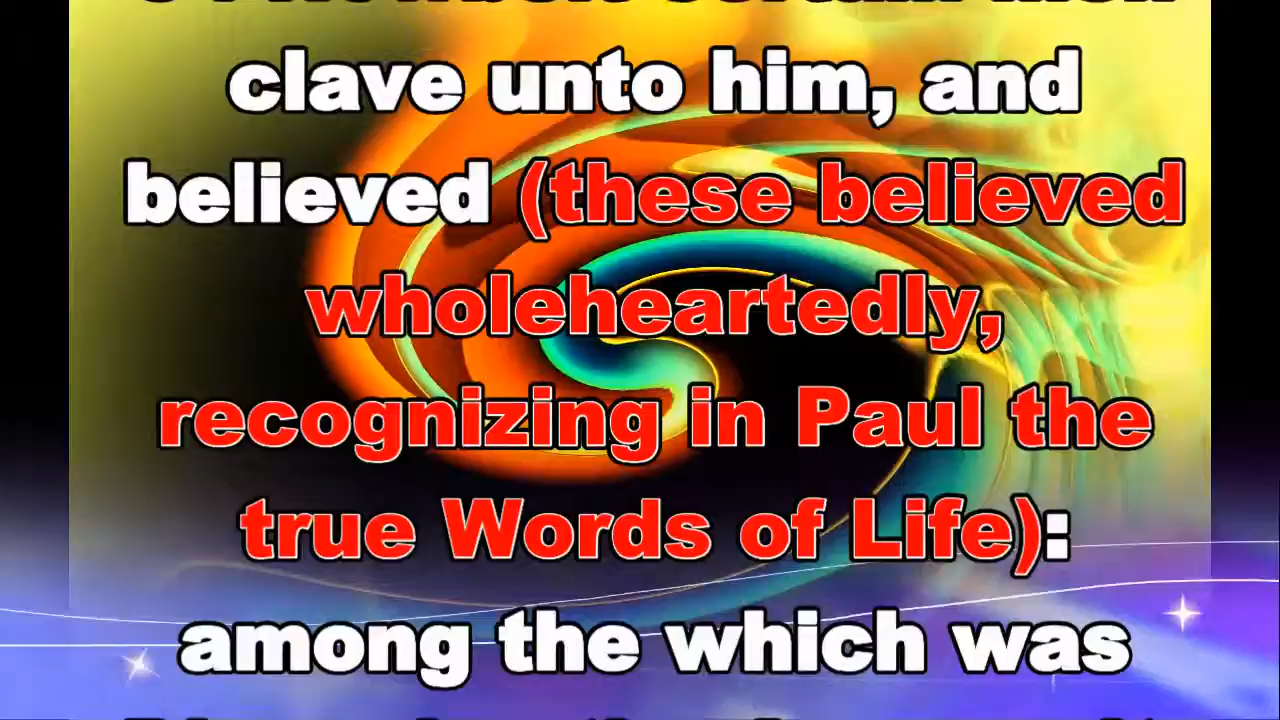 clave unto him, and
believed (these believed
wholeheartedly,
recognizing in Paul the
true Words of Life):
among the which was